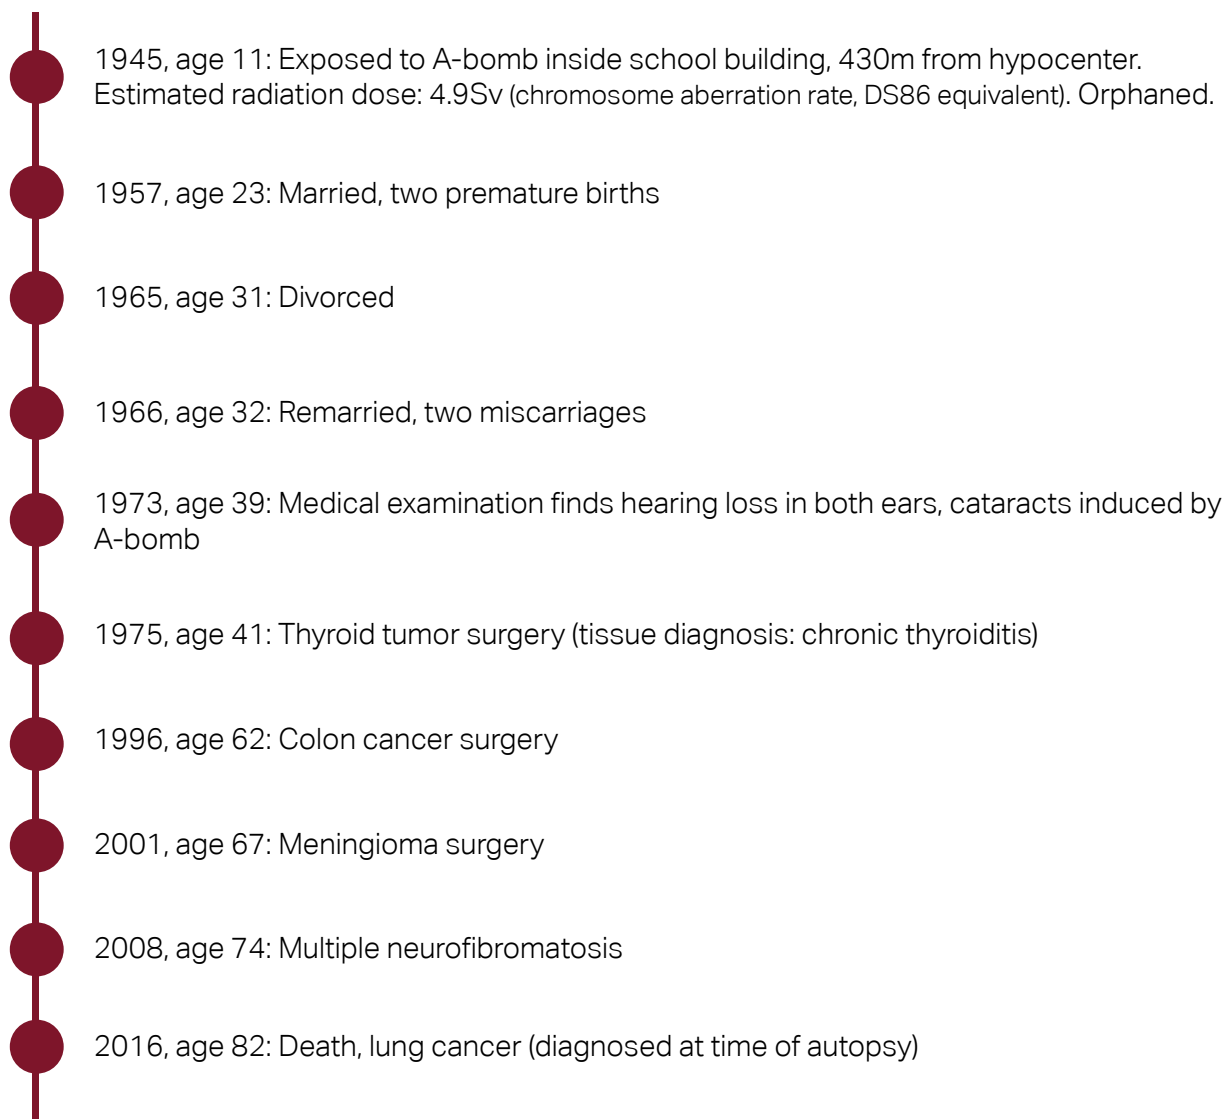 1945, age 11: Exposed to A-bomb inside school building, 430m from hypocenter.
Estimated radiation dose: 4.9Sv (chromosome aberration rate, DS86 equivalent). Orphaned.
1957, age 23: Married, two premature births
1965, age 31: Divorced
1966, age 32: Remarried, two miscarriages
1973, age 39: Medical examination finds hearing loss in both ears, cataracts induced by
A-bomb
1975, age 41: Thyroid tumor surgery (tissue diagnosis: chronic thyroiditis)
1996, age 62: Colon cancer surgery
2001, age 67: Meningioma surgery
2008, age 74: Multiple neurofibromatosis
2016, age 82: Death, lung cancer (diagnosed at time of autopsy)